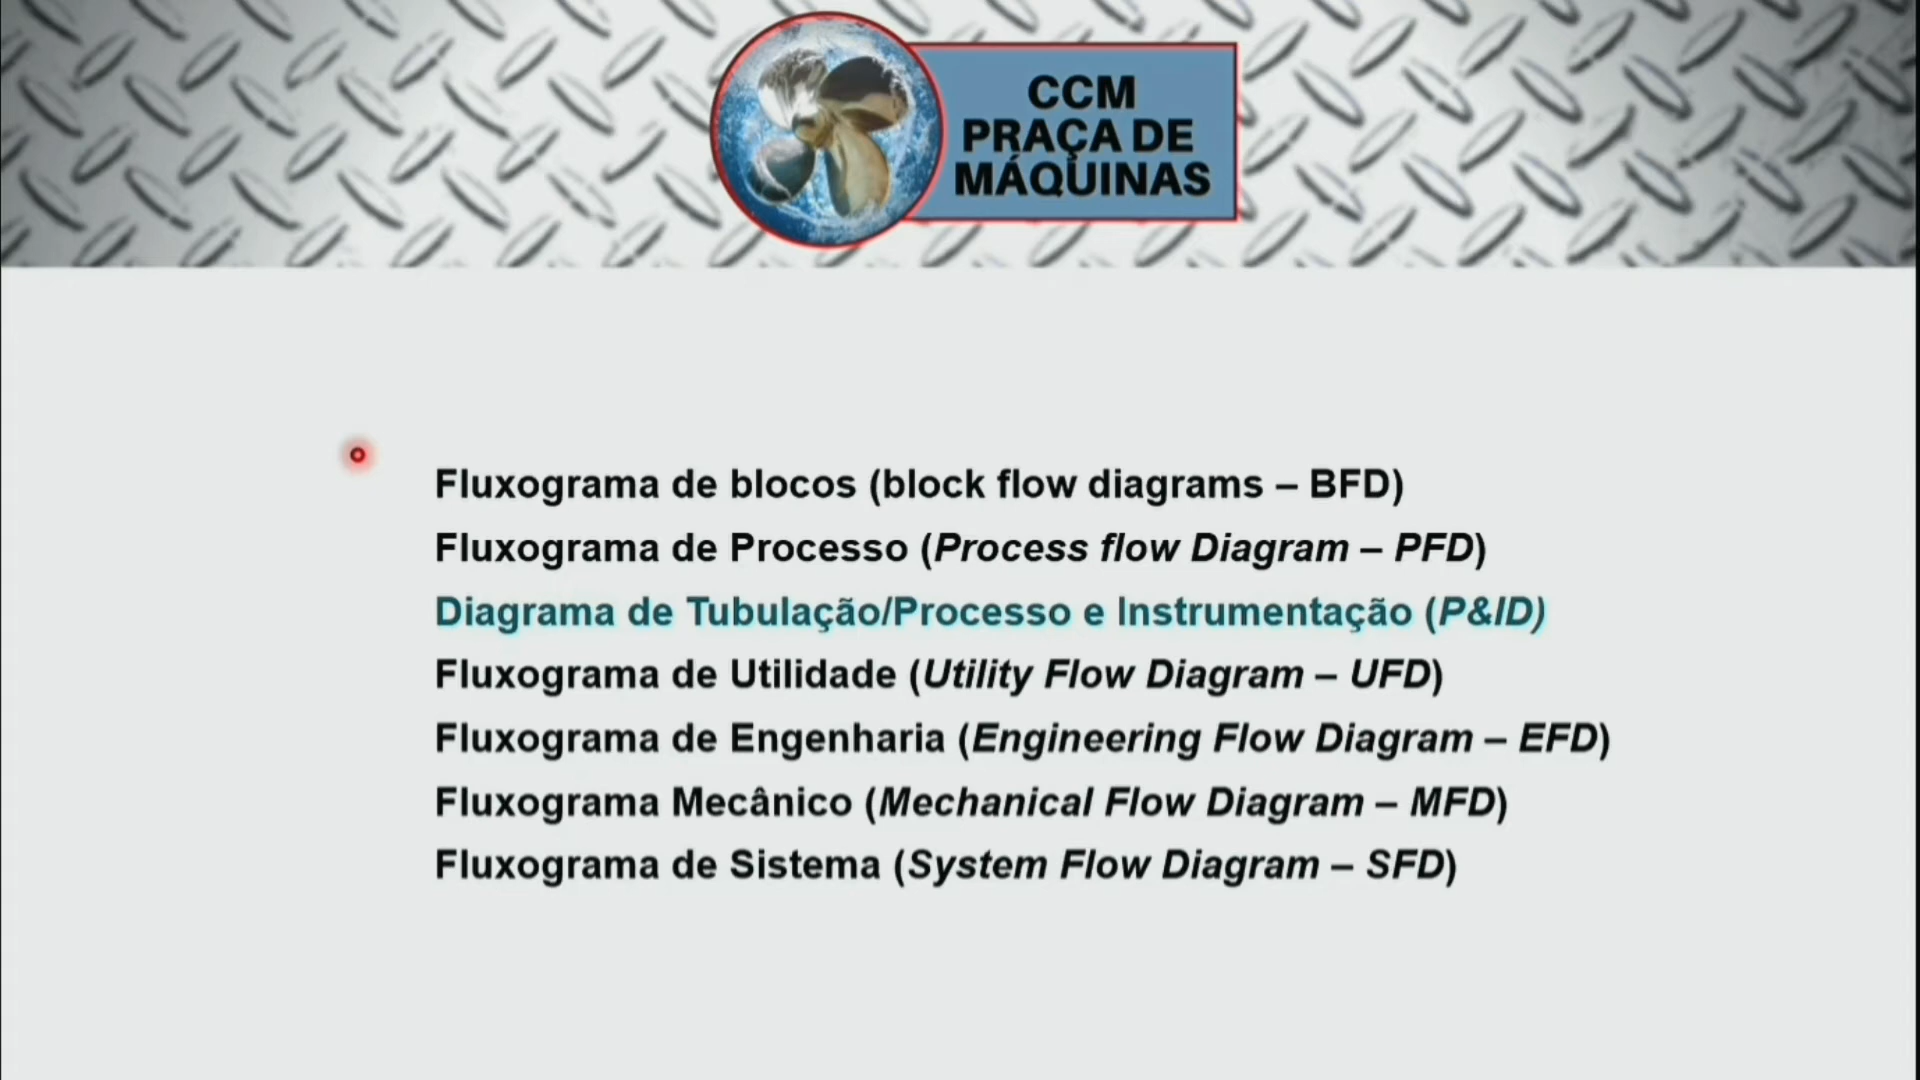 CCM
PRAÇA DE
MÁQUINAS
Fluxograma de blocos (block flow diagrams – BFD)
Fluxograma de Processo (Process flow Diagram – PFD)
Diagrama de Tubulação/Processo e Instrumentação (P&ID)
Fluxograma de Utilidade (Utility Flow Diagram – UFD)
Fluxograma de Engenharia (Engineering Flow Diagram – EFD)
Fluxograma Mecânico (Mechanical Flow Diagram – MFD)
Fluxograma de Sistema (System Flow Diagram – SFD)